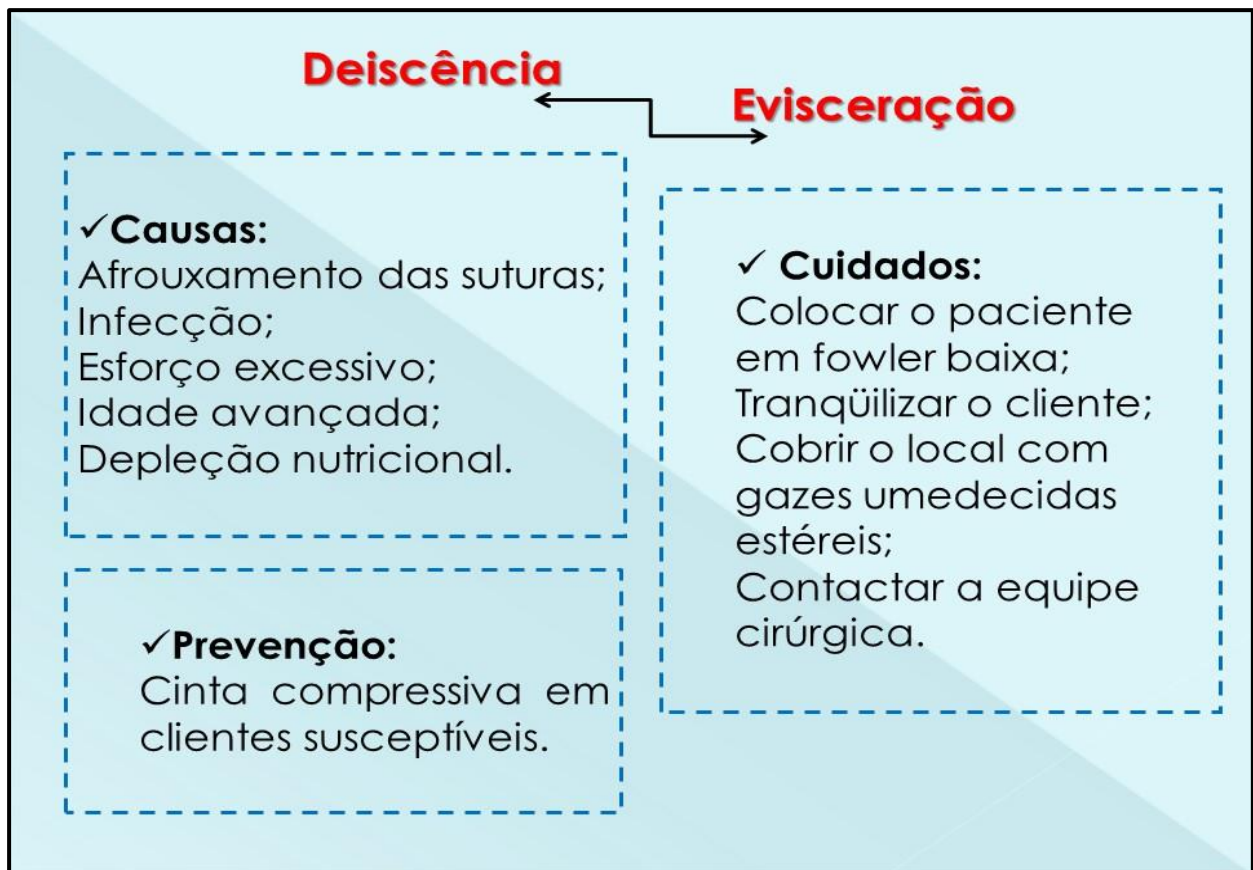 Deiscência
Evisceração
✓Causas:
Afrouxamento das suturas;
Infecção;
Esforço excessivo;
Idade avançada;
Depleção nutricional.
✓Prevenção:
Cinta compressiva em
clientes susceptíveis.
✓ Cuidados:
Colocar o paciente
em fowler baixa;
Tranqüilizar o cliente;
Cobrir o local com
gazes umedecidas
estéreis;
Contactar a equipe
cirúrgica.